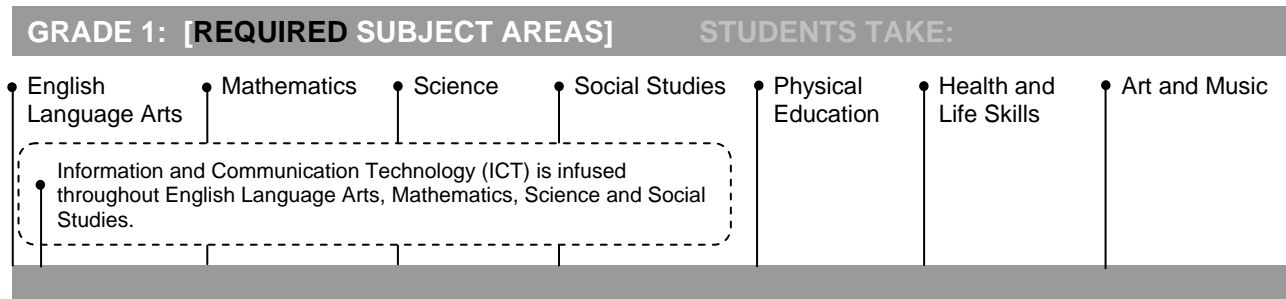 GRADE 1: [REQUIRED SUBJECT AREAS] STUDENTS TAKE:
English
Language Arts
Mathematics
Science
Social Studies
Physical
Education
Health and
Life Skills
Art and Music
Information and Communication Technology (ICT) is infused
throughout English Language Arts, Mathematics, Science and Social
Studies.